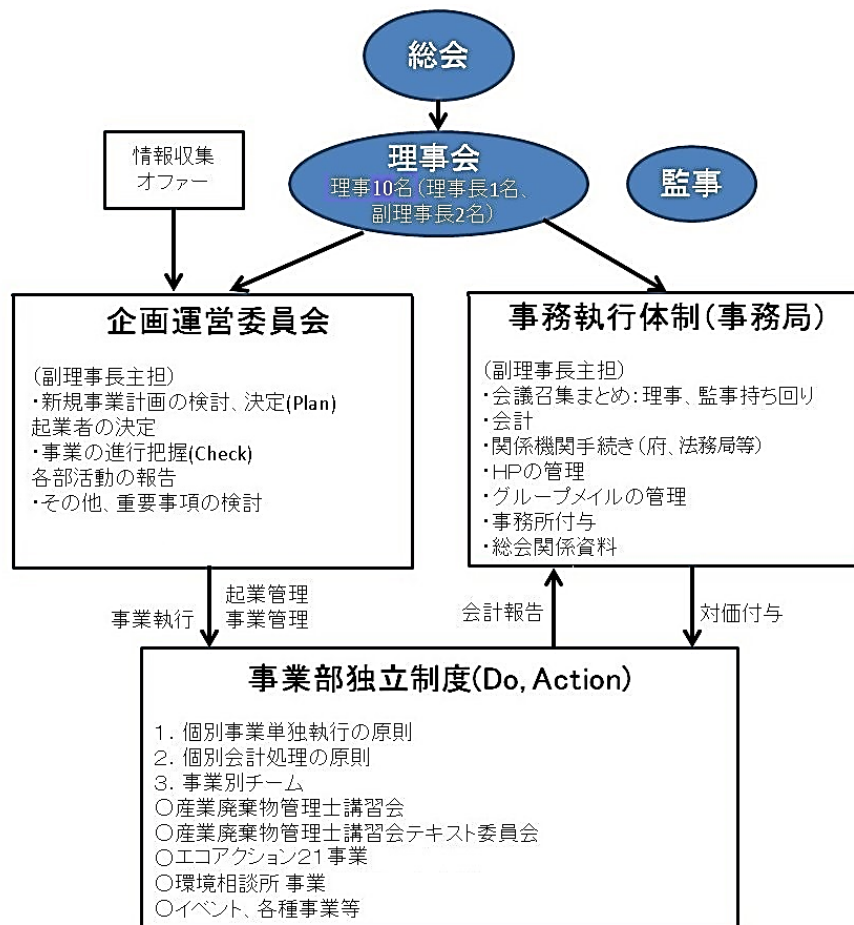 総会
情報収集
オファー
理事会
理事10名(理事長1名、
副理事長2名)
監事
企画運営委員会
(副理事長主担)
・新規事業計画の検討、決定(Plan)
起業者の決定
・事業の進行把握(Check)
各部活動の報告
・その他、重要事項の検討
事務執行体制(事務局)
(副理事長主担)
・会議召集まとめ:理事、監事持ち回り
・会計
・関係機関手続き(府、法務局等)
・HPの管理
・グループメイルの管理
・事務所付与
・総会関係資料
事業執行
起業管理
事業管理
会計報告
対価付与
事業部独立制度(Do, Action)
1. 個別事業単独執行の原則
2. 個別会計処理の原則
3. 事業別チーム
○産業廃棄物管理士講習会
○産業廃棄物管理士講習会テキスト委員会
○エコアクション21事業
○環境相談所 事業
○イベント、各種事業等